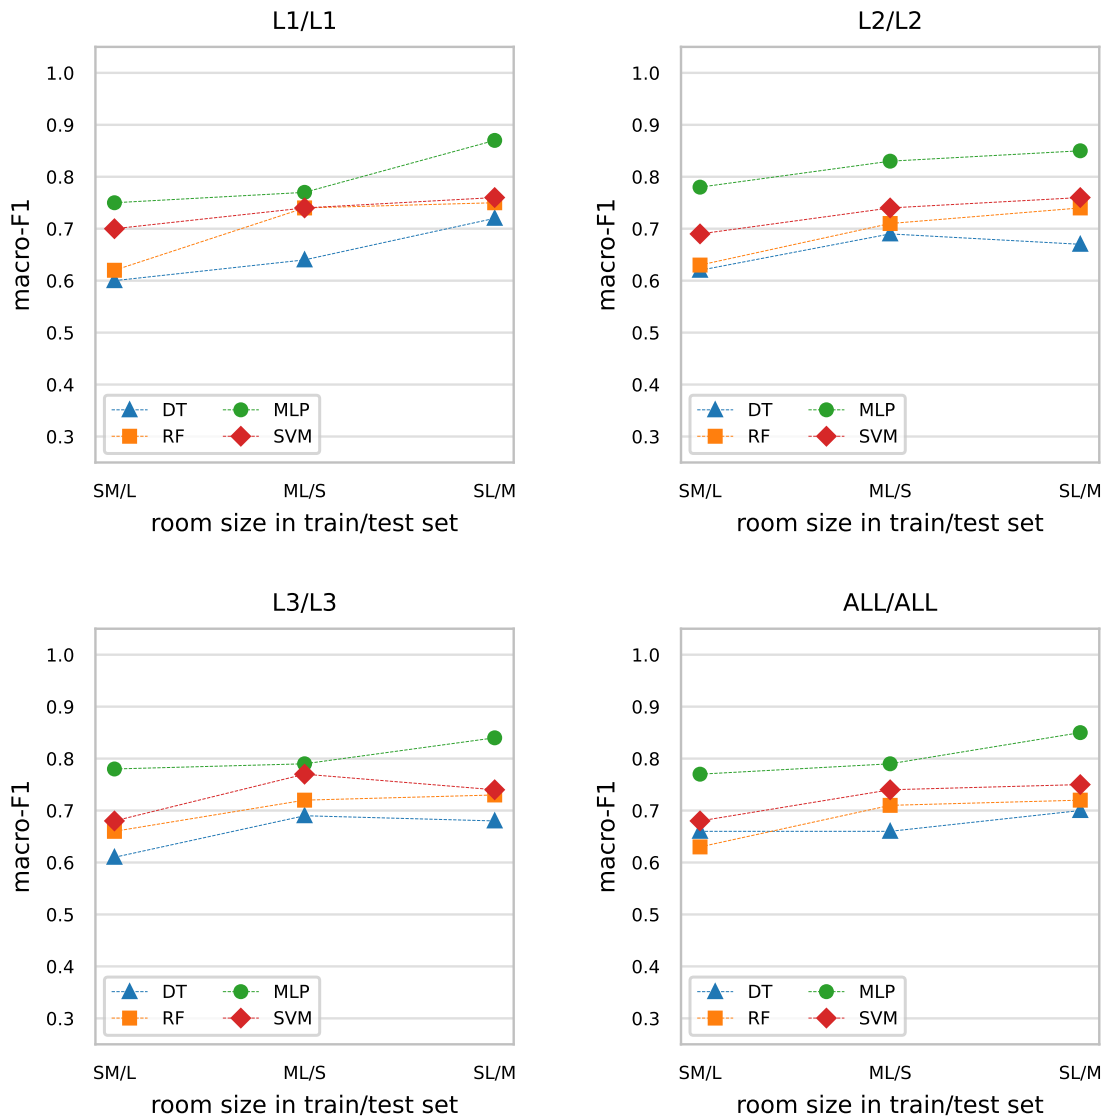 L1/L1
1.0
0.9
0.8
0.7
0.6
0.5
0.4
0.3
macro-F1
DT
RF
MLP
SVM
SM/L ML/S SL/M
room size in train/test set
L2/L2
1.0
0.9
0.8
0.7
0.6
0.5
0.4
0.3
macro-F1
DT
RF
MLP
SVM
SM/L ML/S SL/M
room size in train/test set
L3/L3
1.0
0.9
0.8
0.7
0.6
0.5
0.4
0.3
macro-F1
DT
RF
MLP
SVM
SM/L ML/S SL/M
room size in train/test set
ALL/ALL
1.0
0.9
0.8
0.7
0.6
0.5
0.4
0.3
macro-F1
DT
RF
MLP
SVM
SM/L ML/S SL/M
room size in train/test set